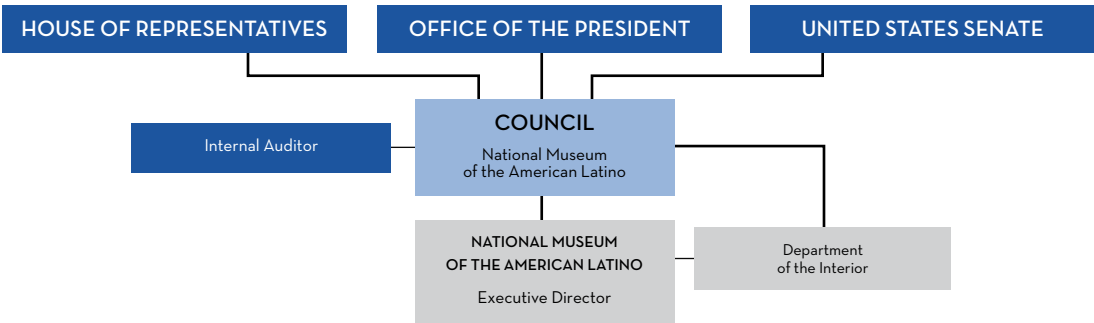 HOUSE OF REPRESENTATIVES
OFFICE OF THE PRESIDENT
UNITED STATES SENATE
COUNCIL
National Museum
of the American Latino
Internal Auditor
NATIONAL MUSEUM
OF THE AMERICAN LATINO
Executive Director
Department
of the Interior